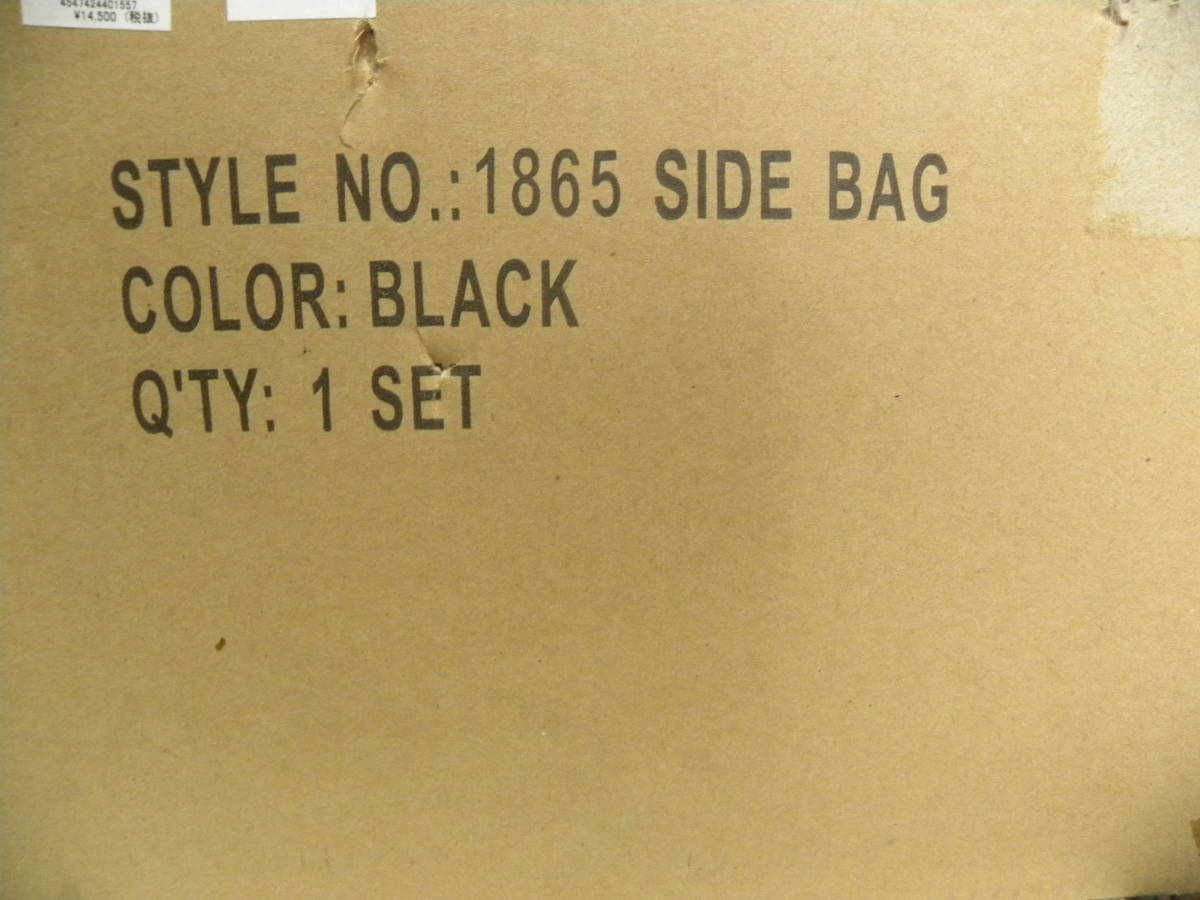 4547424401557
¥14,500 (税抜)
STYLE NO.:1865 SIDE BAG
COLOR: BLACK
Q'TY: 1 SET